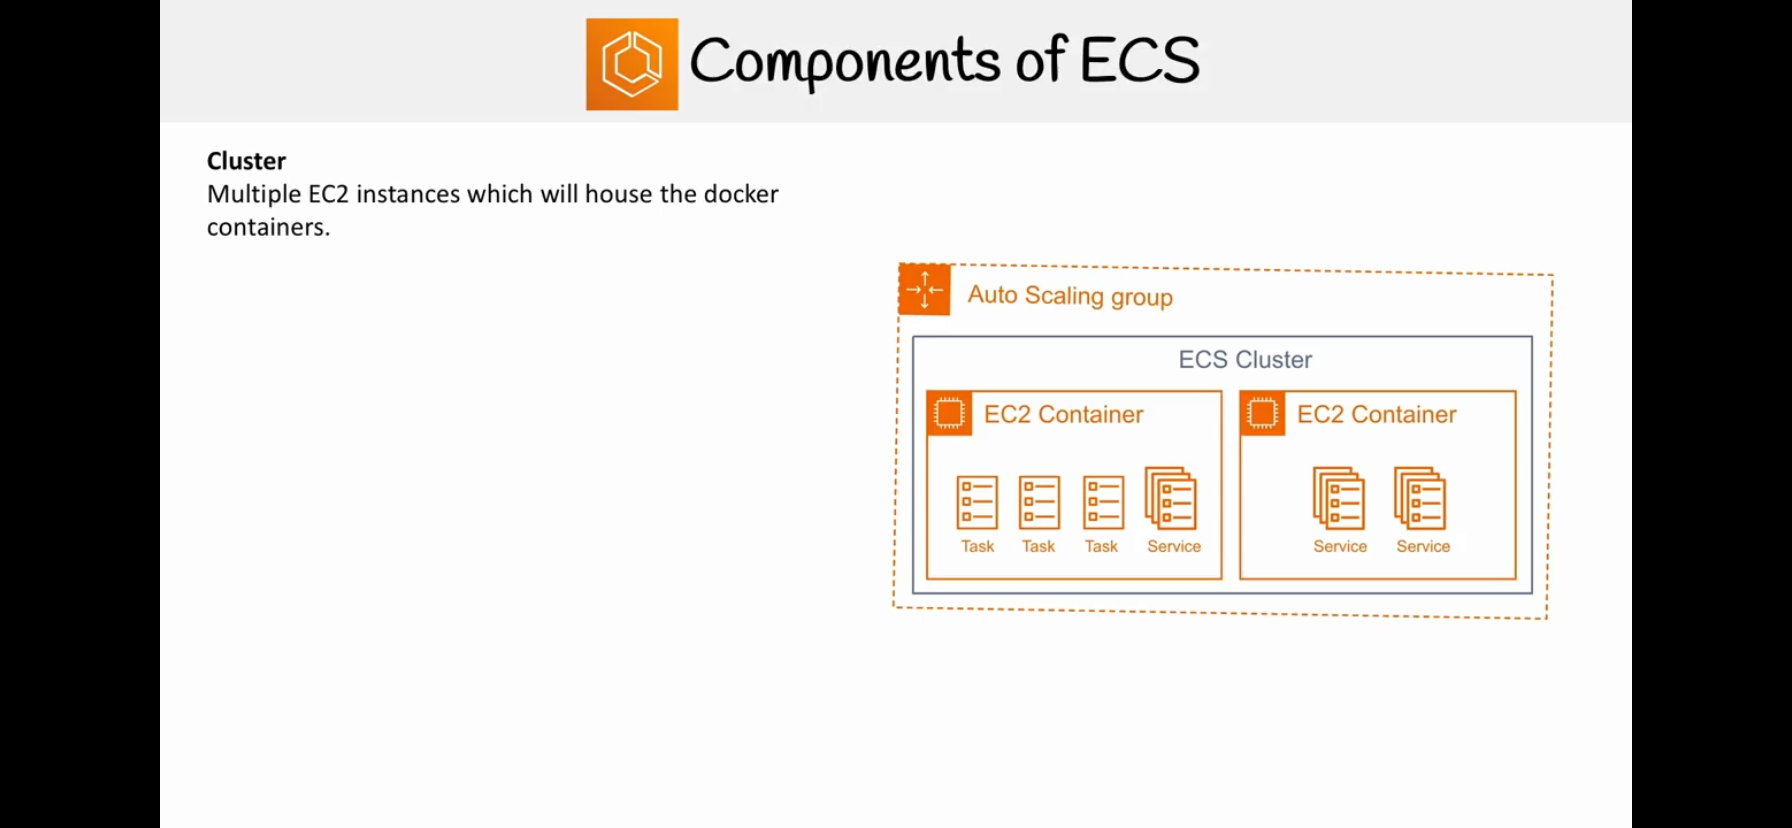 Components of ECS
Cluster
Multiple EC2 instances which will house the docker
containers.
Auto Scaling group
ECS Cluster
EC2 Container
EC2 Container
Task Task Task Service
Service Service